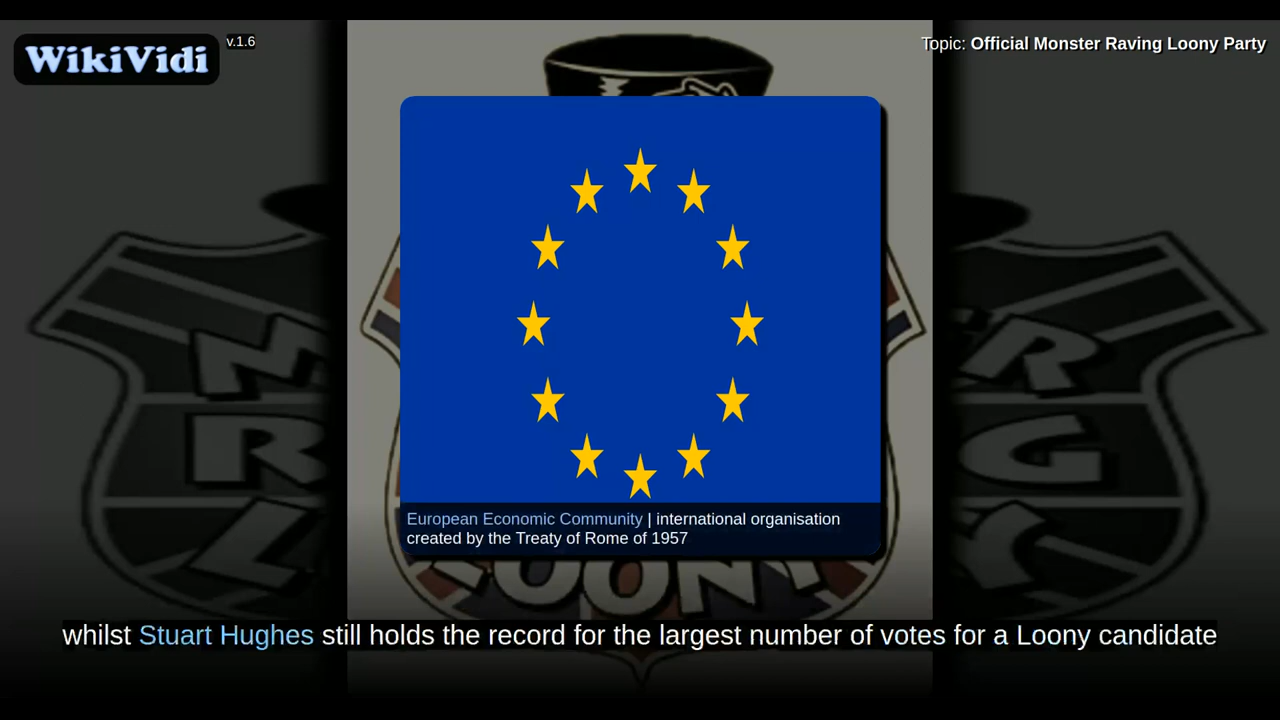 WikiVidi
v.1.6
Topic: Official Monster Raving Loony Party
European Economic Community | international organisation
created by the Treaty of Rome of 1957
LOONY
whilst Stuart Hughes still holds the record for the largest number of votes for a Loony candidate